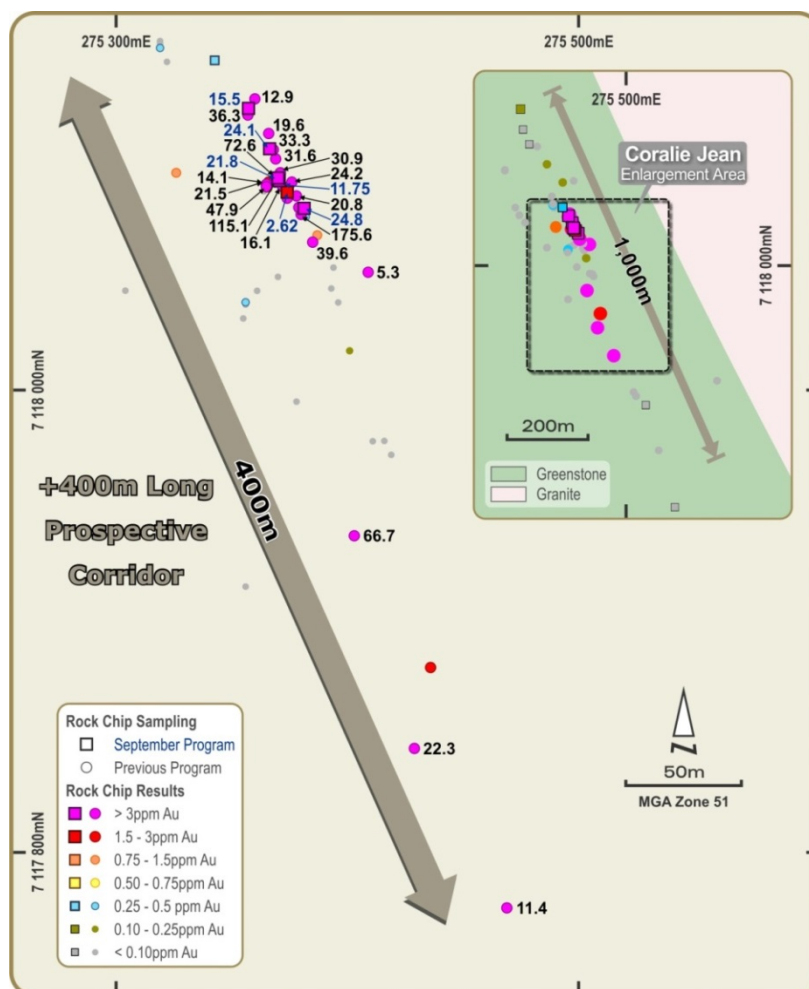 275 300mE
275 500mE
15.5
12.9
36.3
19.6
24.1
33.3
72.6
31.6
21.8
30.9
14.1
24.2
21.5
11.75
47.9
20.8
115.1
2.62
24.8
16.1
175.6
39.6
5.3
275 500mE
Coralie Jean
Enlargement Area
1,000m
7 118 000mN
200m
Greenstone
Granite
7 118 000mN
400m
+400m Long
Prospective
Corridor
66.7
22.3
11.4
7 117 800mN
Rock Chip Sampling
September Program
Previous Program
Rock Chip Results
> 3ppm Au
1.5 - 3ppm Au
0.75 - 1.5ppm Au
0.50 - 0.75ppm Au
0.25 - 0.5 ppm Au
0.10 - 0.25ppm Au
< 0.10ppm Au
N
50m
MGA Zone 51